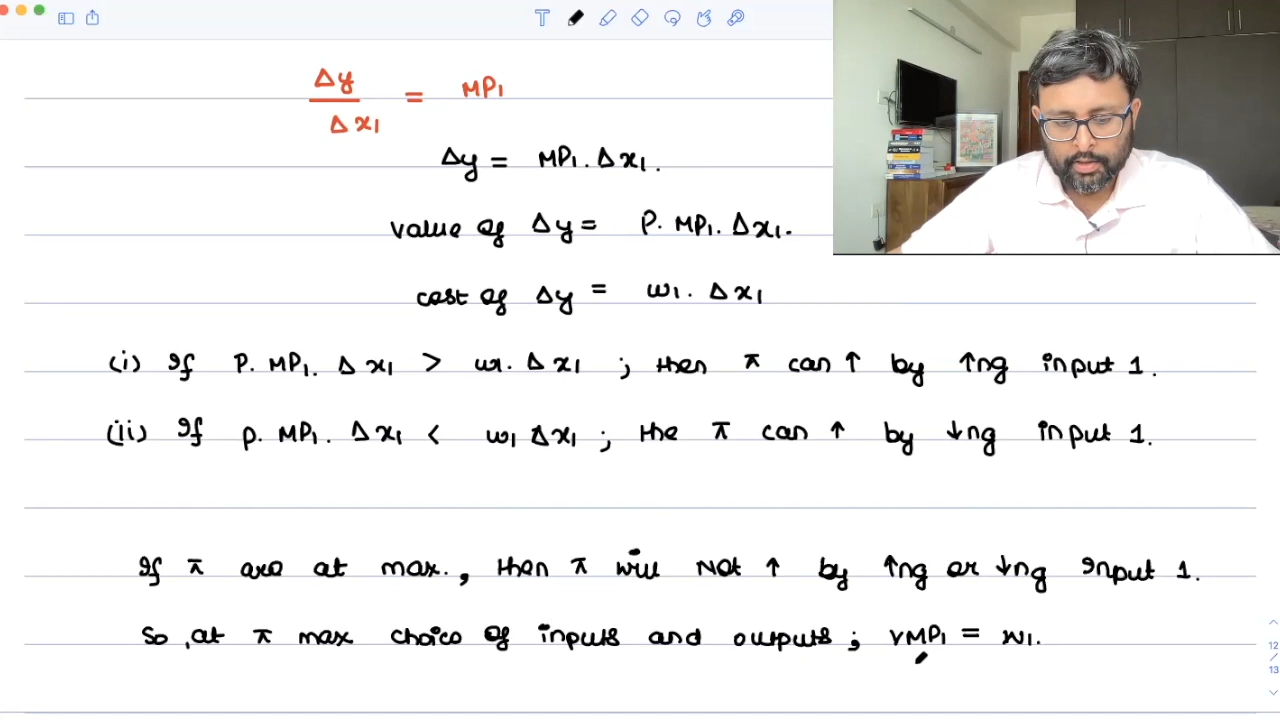 Δy / Δx1 = MP1
Δy = MP1. Δx1.
value of Δy = P. MP1. Δx1.
cost of Δy = w1. Δx1
(i) If P. MP1. Δx1 > w1. Δx1 ; then π can ↑ by ↑ng input 1.
(ii) If p. MP1. Δx1 < w1 Δx1 ; the π can ↑ by ↓ng input 1.
If π are at max., then π will Not ↑ by ↑ng or ↓ng Input 1.
So, at π max choice of inputs and outputs ; VMP1 = w1.
12
/
13